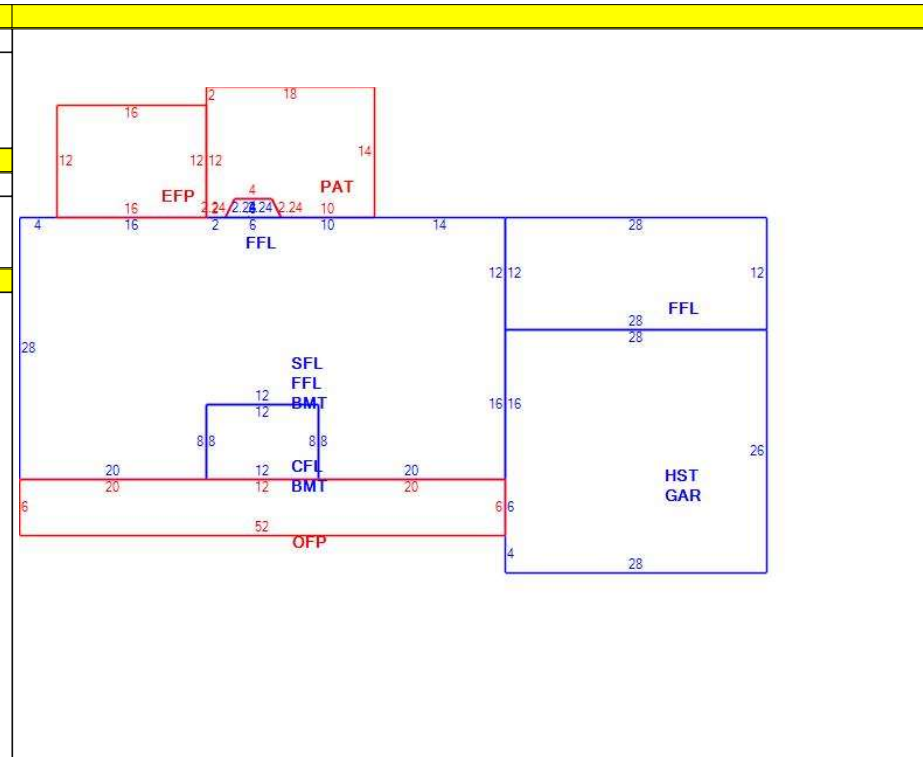 2 18
16
12 12 12 14
EFP 4 PAT
16 2.24 2.24 2.24 2.24 10
4 16 2 6 10 14 28
FFL
12 12 12
FFL
28
28
28
SFL
FFL
12 BMT 16 16
12
8 8 8 8 26
20 12 CFL 20 HST
20 12 BMT 20 GAR
6 6 6
52
OFP
4
28